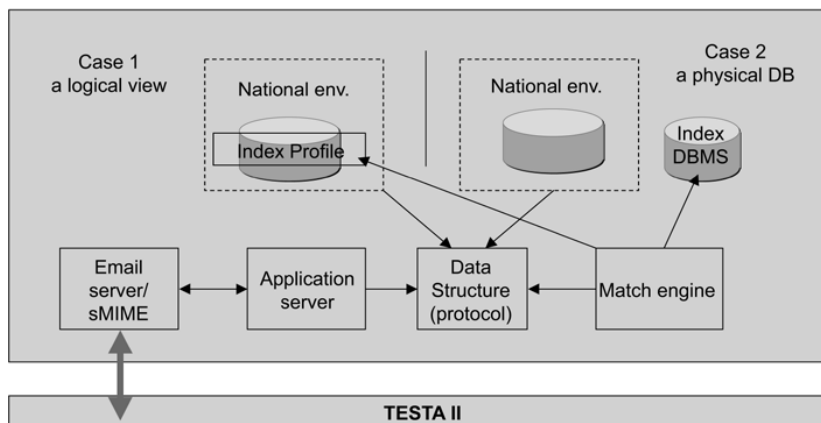 Case 1
a logical view
National env.
Index Profile
National env.
Case 2
a physical DB
Index
DBMS
Email
server/
sMIME
Application
server
Data
Structure
(protocol)
Match engine
TESTA II